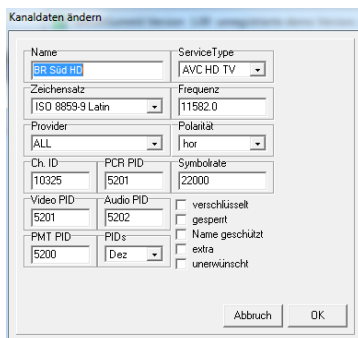 Kanaldaten ändern
Name
BR Süd HD
ServiceType
AVC HD TV
Zeichensatz
ISO 8859-9 Latin
Frequenz
11582.0
Provider
ALL
Polarität
hor
Ch. ID
10325
PCR PID
5201
Symbolrate
22000
Video PID
5201
Audio PID
5202
PMT PID
5200
PIDs
Dez
verschlüsselt
gesperrt
Name geschützt
extra
unerwünscht
Abbruch
OK